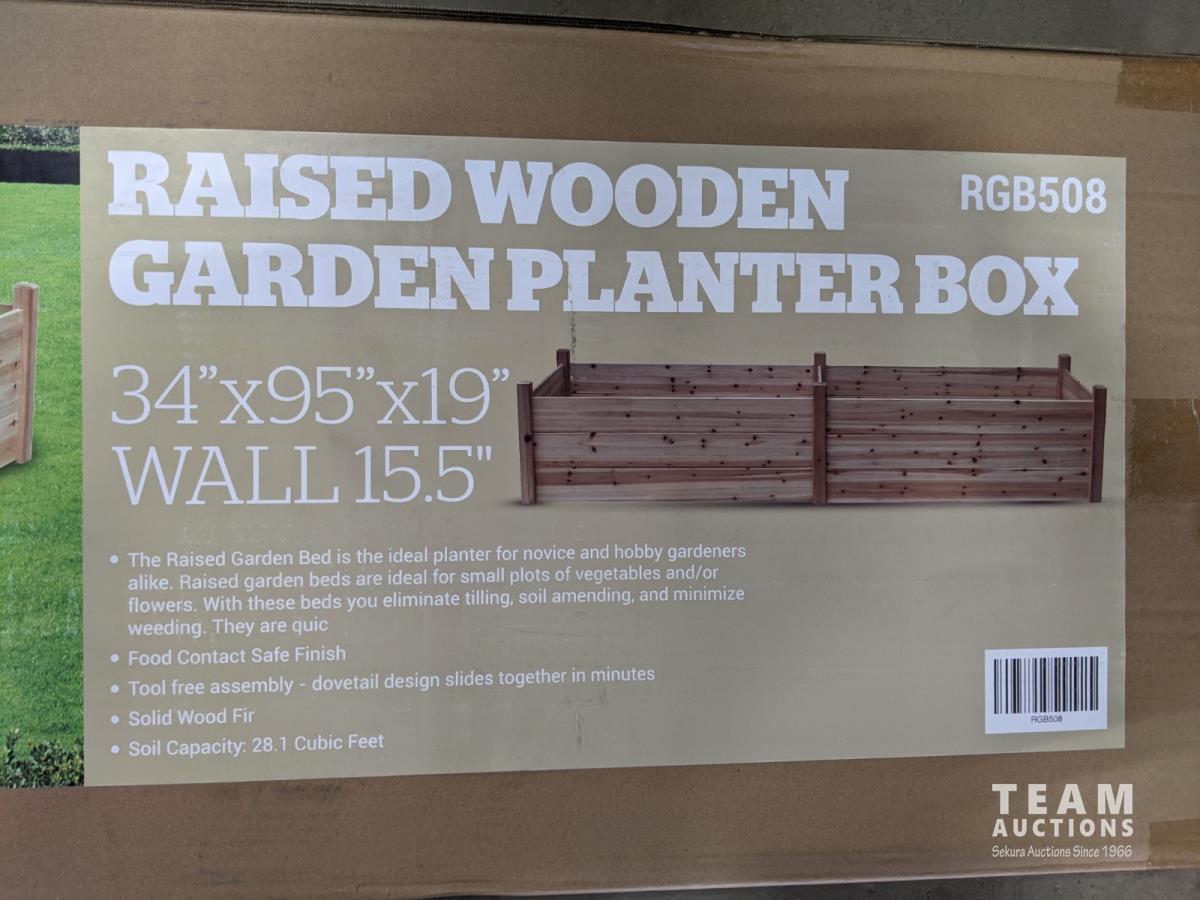 RAISED WOODEN
RGB508
GARDEN PLANTER BOX
34”x95”x19”
WALL 15.5"
• The Raised Garden Bed is the ideal planter for novice and hobby gardeners
alike. Raised garden beds are ideal for small plots of vegetables and/or
flowers. With these beds you eliminate tilling, soil amending, and minimize
weeding. They are quic
• Food Contact Safe Finish
• Tool free assembly - dovetail design slides together in minutes
• Solid Wood Fir
• Soil Capacity: 28.1 Cubic Feet
RGB508
TEAM
AUCTIONS
Sekura Auctions Since 1966